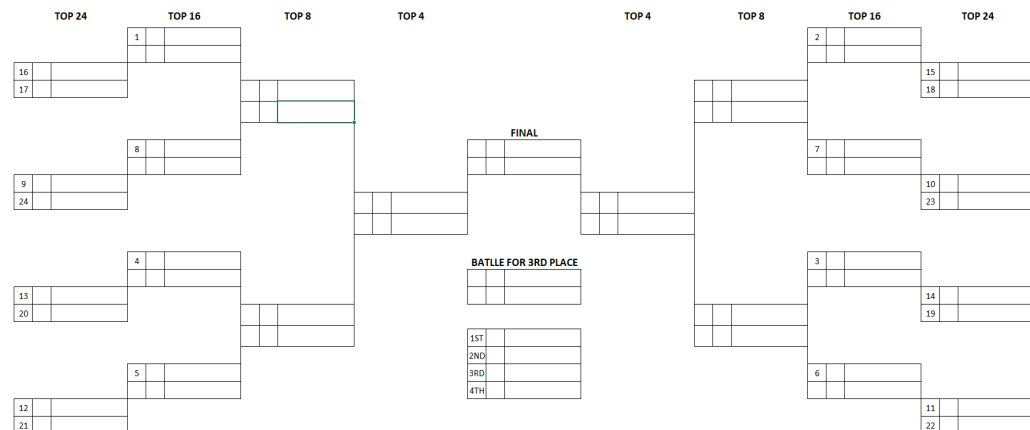 TOP 24 TOP 16 TOP 8 TOP 4 TOP 4 TOP 8 TOP 16 TOP 24
1 2
16 15
17 18
FINAL
8 7
9 10
24 23
4 BATLLE FOR 3RD PLACE 3
13 14
20 19
1ST
2ND
5 3RD 6
4TH
12 11
21 22